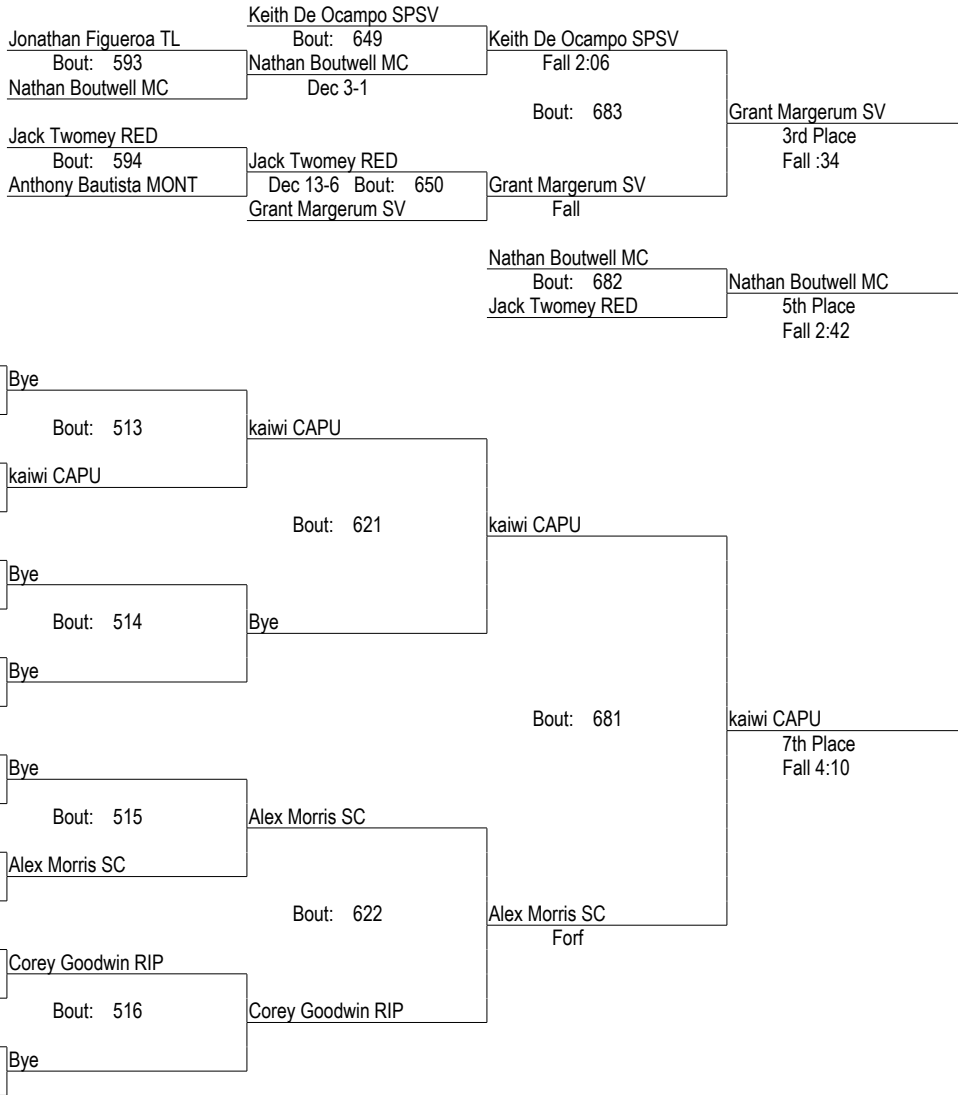 Keith De Ocampo SPSV
Jonathan Figueroa TL
Bout: 649
Keith De Ocampo SPSV
Bout: 593
Nathan Boutwell MC
Fall 2:06
Nathan Boutwell MC
Dec 3-1
Bout: 683
Grant Margerum SV
Jack Twomey RED
3rd Place
Bout: 594
Jack Twomey RED
Fall :34
Anthony Bautista MONT
Dec 13-6 Bout: 650
Grant Margerum SV
Grant Margerum SV
Fall
Nathan Boutwell MC
Bout: 682
Nathan Boutwell MC
Jack Twomey RED
5th Place
Fall 2:42
Bye
Bout: 513
kaiwi CAPU
kaiwi CAPU
Bout: 621
kaiwi CAPU
Bye
Bout: 514
Bye
Bye
Bout: 681
kaiwi CAPU
7th Place
Bye
Fall 4:10
Bout: 515
Alex Morris SC
Alex Morris SC
Bout: 622
Alex Morris SC
Forf
Corey Goodwin RIP
Bout: 516
Corey Goodwin RIP
Bye